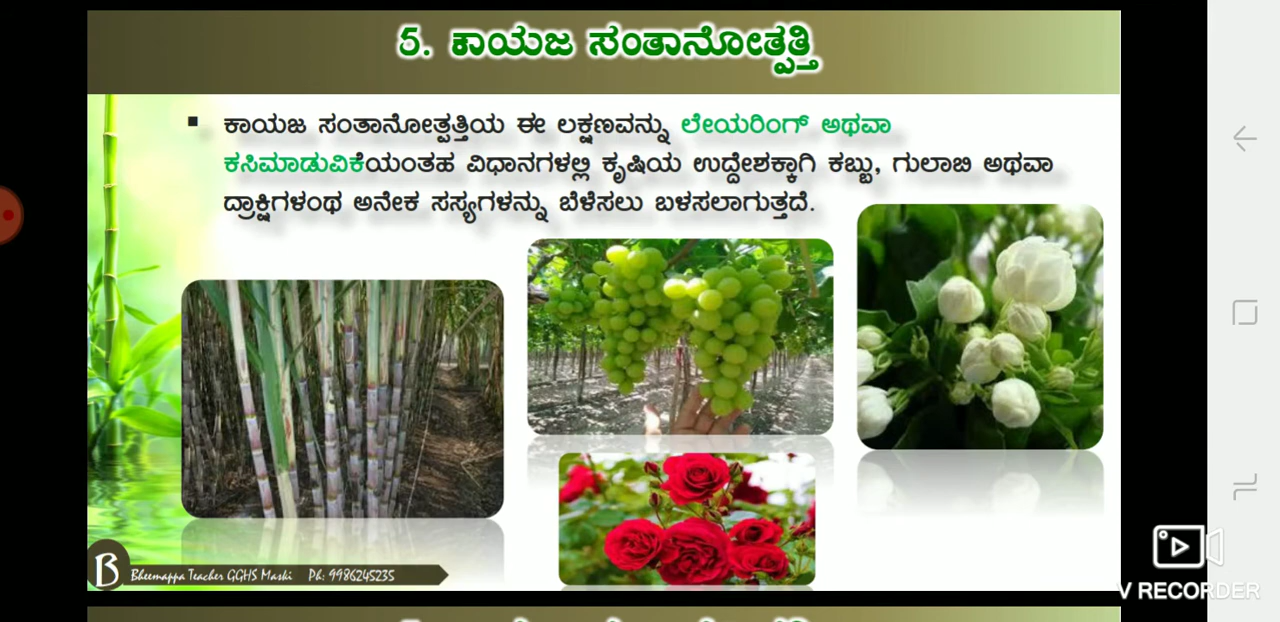 5. ಕಾಯಜ ಸಂತಾನೋತ್ಪತ್ತಿ
▪ ಕಾಯಜ ಸಂತಾನೋತ್ಪತ್ತಿಯ ಈ ಲಕ್ಷಣವನ್ನು ಲೇಯರಿಂಗ್ ಅಥವಾ
ಕಸಿಮಾಡುವಿಕೆಯಂತಹ ವಿಧಾನಗಳಲ್ಲಿ ಕೃಷಿಯ ಉದ್ದೇಶಕ್ಕಾಗಿ ಕಬ್ಬು, ಗುಲಾಬಿ ಅಥವಾ
ದ್ರಾಕ್ಷಿಗಳಂಥ ಅನೇಕ ಸಸ್ಯಗಳನ್ನು ಬೆಳೆಸಲು ಬಳಸಲಾಗುತ್ತದೆ.
B Bheemappa Teacher GGHS Maski Ph: 9986245235
V RECORDER